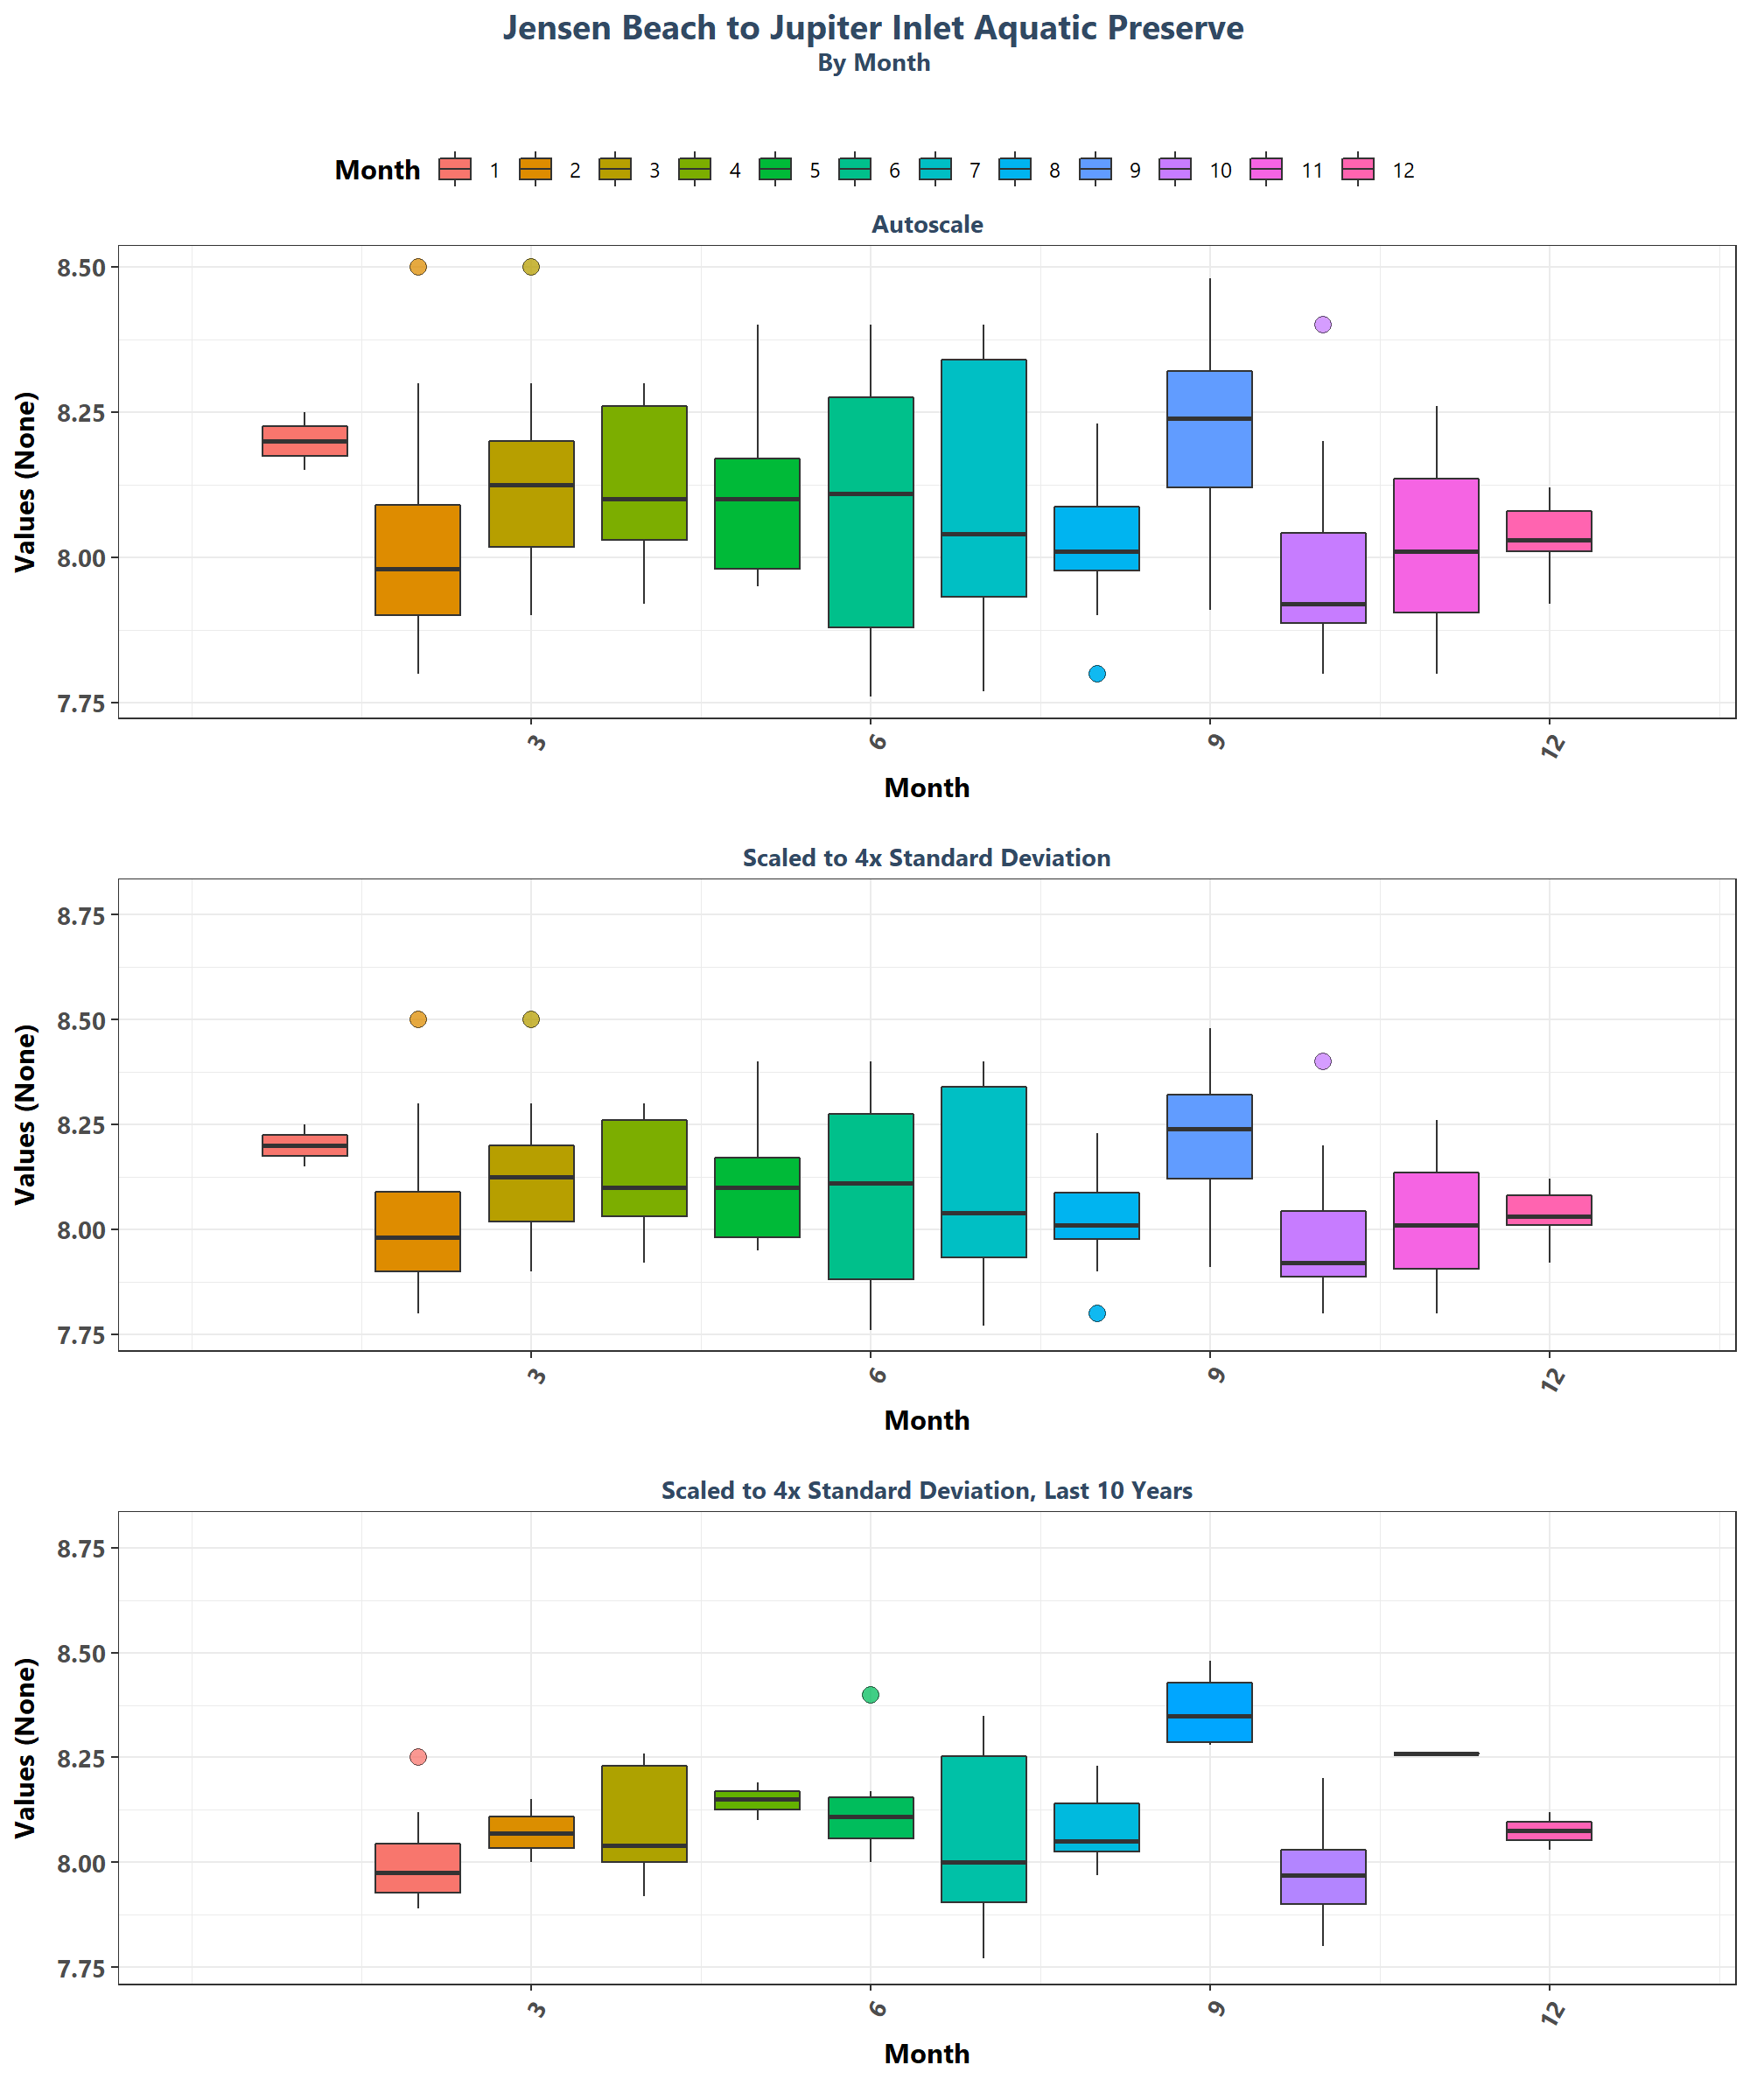 Jensen Beach to Jupiter Inlet Aquatic Preserve
By Month
Month 1 2 3 4 5 6 7 8 9 10 11 12
Autoscale
Values (None)
8.50
8.25
8.00
7.75
3 6 9 12
Month
Scaled to 4x Standard Deviation
Values (None)
8.75
8.50
8.25
8.00
7.75
3 6 9 12
Month
Scaled to 4x Standard Deviation, Last 10 Years
Values (None)
8.75
8.50
8.25
8.00
7.75
3 6 9 12
Month